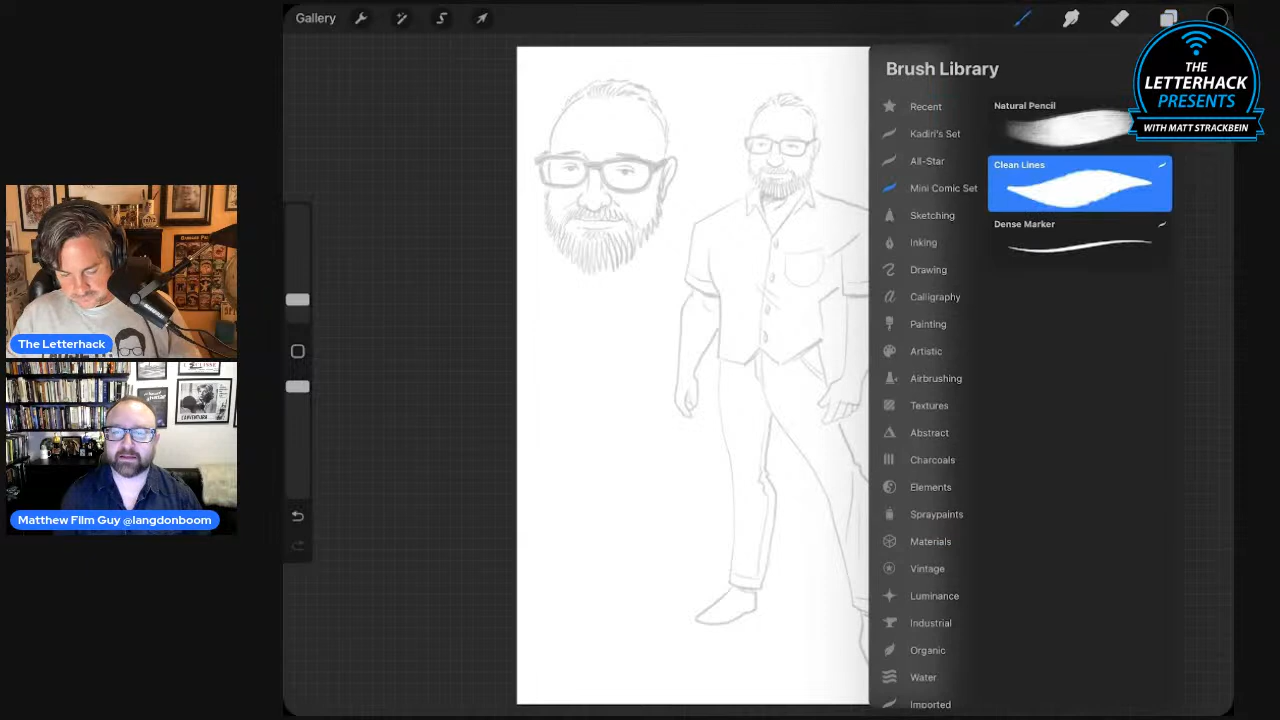 Gallery
Brush Library
Recent
Kadiri's Set
All-Star
Mini Comic Set
Sketching
Inking
Drawing
Calligraphy
Painting
Artistic
Airbrushing
Textures
Abstract
Charcoals
Elements
Spraypaints
Materials
Vintage
Luminance
Industrial
Organic
Water
Imported
Natural Pencil
Clean Lines
Dense Marker
THE
LETTERHACK
PRESENTS
WITH MATT STRACKBEIN
The Letterhack
Matthew Film Guy @langdonboom